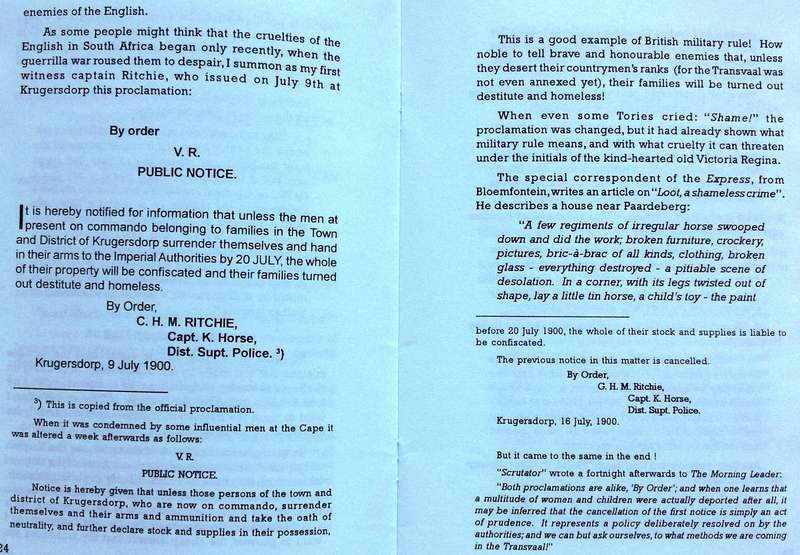 enemies of the English.
As some people might think that the cruelties of the
English in South Africa began only recently, when the
guerrilla war roused them to despair, I summon as my first
witness captain Ritchie, who issued on July 9th at
Krugersdorp this proclamation:
By order
V. R.
PUBLIC NOTICE.
It is hereby notified for information that unless the men at
present on commando belonging to families in the Town
and District of Krugersdorp surrender themselves and hand
in their arms to the Imperial Authorities by 20 JULY, the whole
of their property will be confiscated and their families turned
out destitute and homeless.
By Order,
C. H. M. RITCHIE,
Capt. K. Horse,
Dist. Supt. Police. ³)
Krugersdorp, 9 July 1900.
³) This is copied from the official proclamation.
When it was condemned by some influential men at the Cape it
was altered a week afterwards as follows:
V. R.
PUBLIC NOTICE.
Notice is hereby given that unless those persons of the town and
district of Krugersdorp, who are now on commando, surrender
themselves and their arms and ammunition and take the oath of
neutrality, and further declare stock and supplies in their possession,
24
This is a good example of British military rule! How
noble to tell brave and honourable enemies that, unless
they desert their countrymen's ranks (for the Transvaal was
not even annexed yet), their families will be turned out
destitute and homeless!
When even some Tories cried: "Shame!" the
proclamation was changed, but it had already shown what
military rule means, and with what cruelty it can threaten
under the initials of the kind-hearted old Victoria Regina.
The special correspondent of the Express, from
Bloemfontein, writes an article on "Loot, a shameless crime".
He describes a house near Paardeberg:
"A few regiments of irregular horse swooped
down and did the work; broken furniture, crockery,
pictures, bric-à-brac of all kinds, clothing, broken
glass - everything destroyed - a pitiable scene of
desolation. In a corner, with its legs twisted out of
shape, lay a little tin horse, a child's toy - the paint
before 20 July 1900, the whole of their stock and supplies is liable to
be confiscated.
The previous notice in this matter is cancelled.
By Order,
G. H. M. Ritchie,
Capt. K. Horse,
Dist. Supt. Police.
Krugersdorp, 16 July, 1900.
But it came to the same in the end !
"Scrutator" wrote a fortnight afterwards to The Morning Leader:
"Both proclamations are alike, 'By Order'; and when one learns that
a multitude of women and children were actually deported after all, it
may be inferred that the cancellation of the first notice is simply an act
of prudence. It represents a policy deliberately resolved on by the
authorities; and we can but ask ourselves, to what methods we are coming
in the Transvaal!"